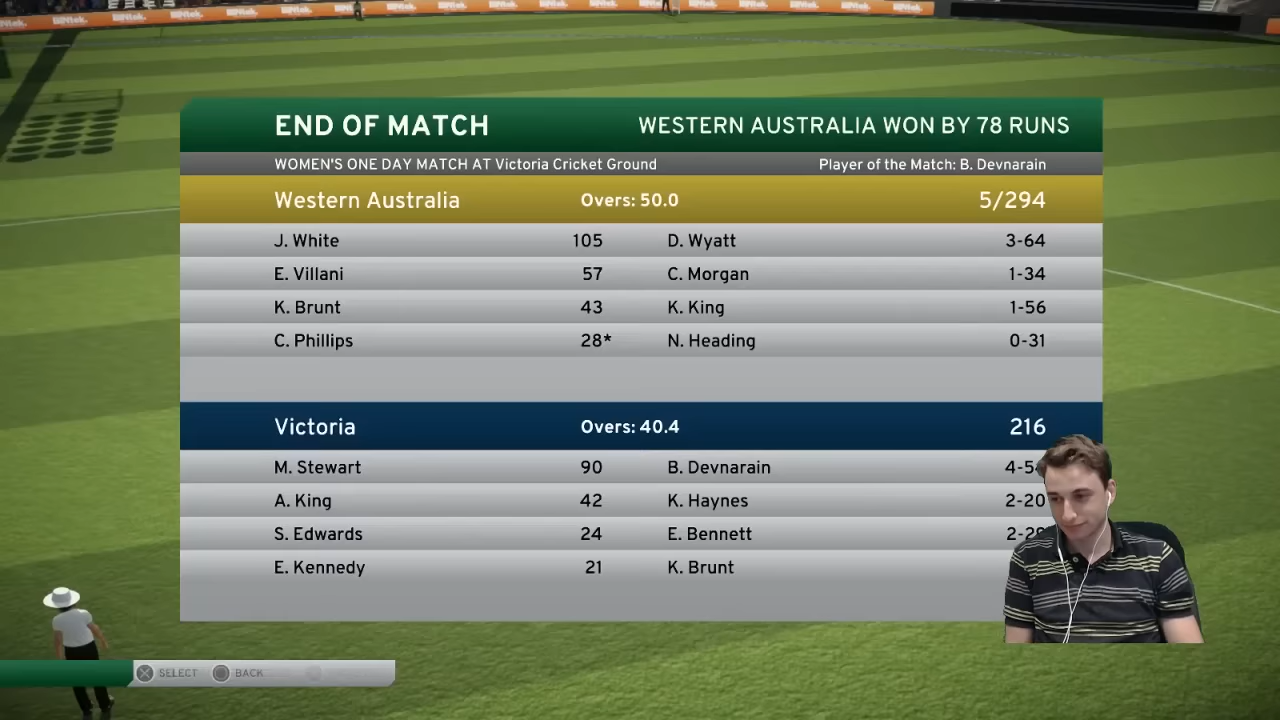 END OF MATCH WESTERN AUSTRALIA WON BY 78 RUNS
WOMEN'S ONE DAY MATCH AT Victoria Cricket Ground Player of the Match: B. Devnarain
Western Australia Overs: 50.0 5/294
J. White 105 D. Wyatt 3-64
E. Villani 57 C. Morgan 1-34
K. Brunt 43 K. King 1-56
C. Phillips 28* N. Heading 0-31
Victoria Overs: 40.4 216
M. Stewart 90 B. Devnarain
A. King 42 K. Haynes 2-20
S. Edwards 24 E. Bennett
E. Kennedy 21 K. Brunt
SELECT BACK